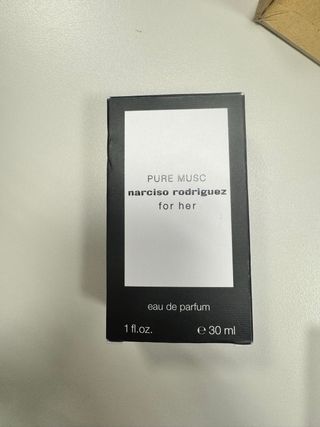 PURE MUSC
narciso rodriguez
for her
eau de parfum
1 fl.oz. ℮ 30 ml